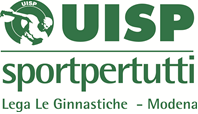 UISP
UISP
sportpertutti
Lega Le Ginnastiche - Modena